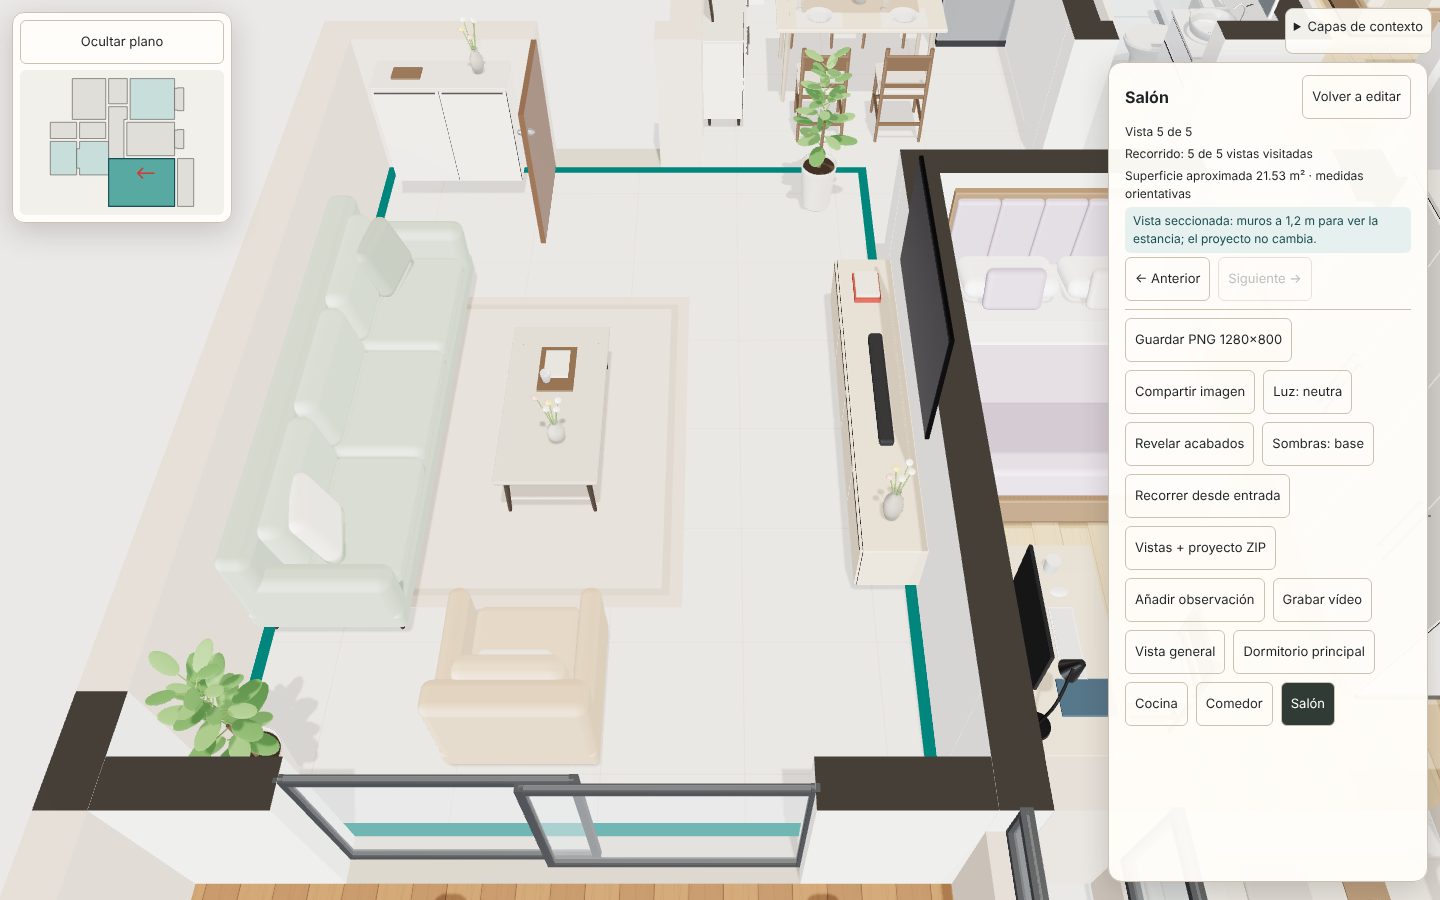 Ocultar plano
▶ Capas de contexto
Salón
Volver a editar
Vista 5 de 5
Recorrido: 5 de 5 vistas visitadas
Superficie aproximada 21.53 m² · medidas
orientativas
Vista seccionada: muros a 1,2 m para ver la
estancia; el proyecto no cambia.
← Anterior
Siguiente →
Guardar PNG 1280×800
Compartir imagen
Luz: neutra
Revelar acabados
Sombras: base
Recorrer desde entrada
Vistas + proyecto ZIP
Añadir observación
Grabar vídeo
Vista general
Dormitorio principal
Cocina
Comedor
Salón